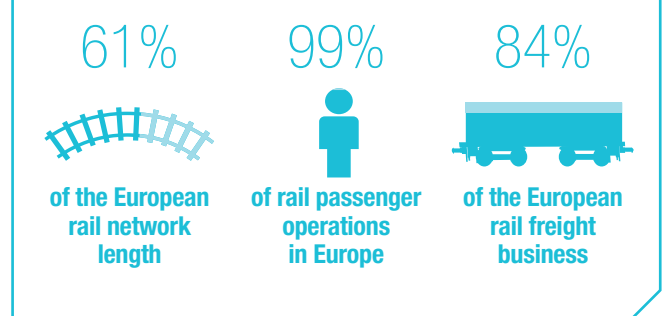 61%
of the European
rail network
length
99%
of rail passenger
operations
in Europe
84%
of the European
rail freight
business